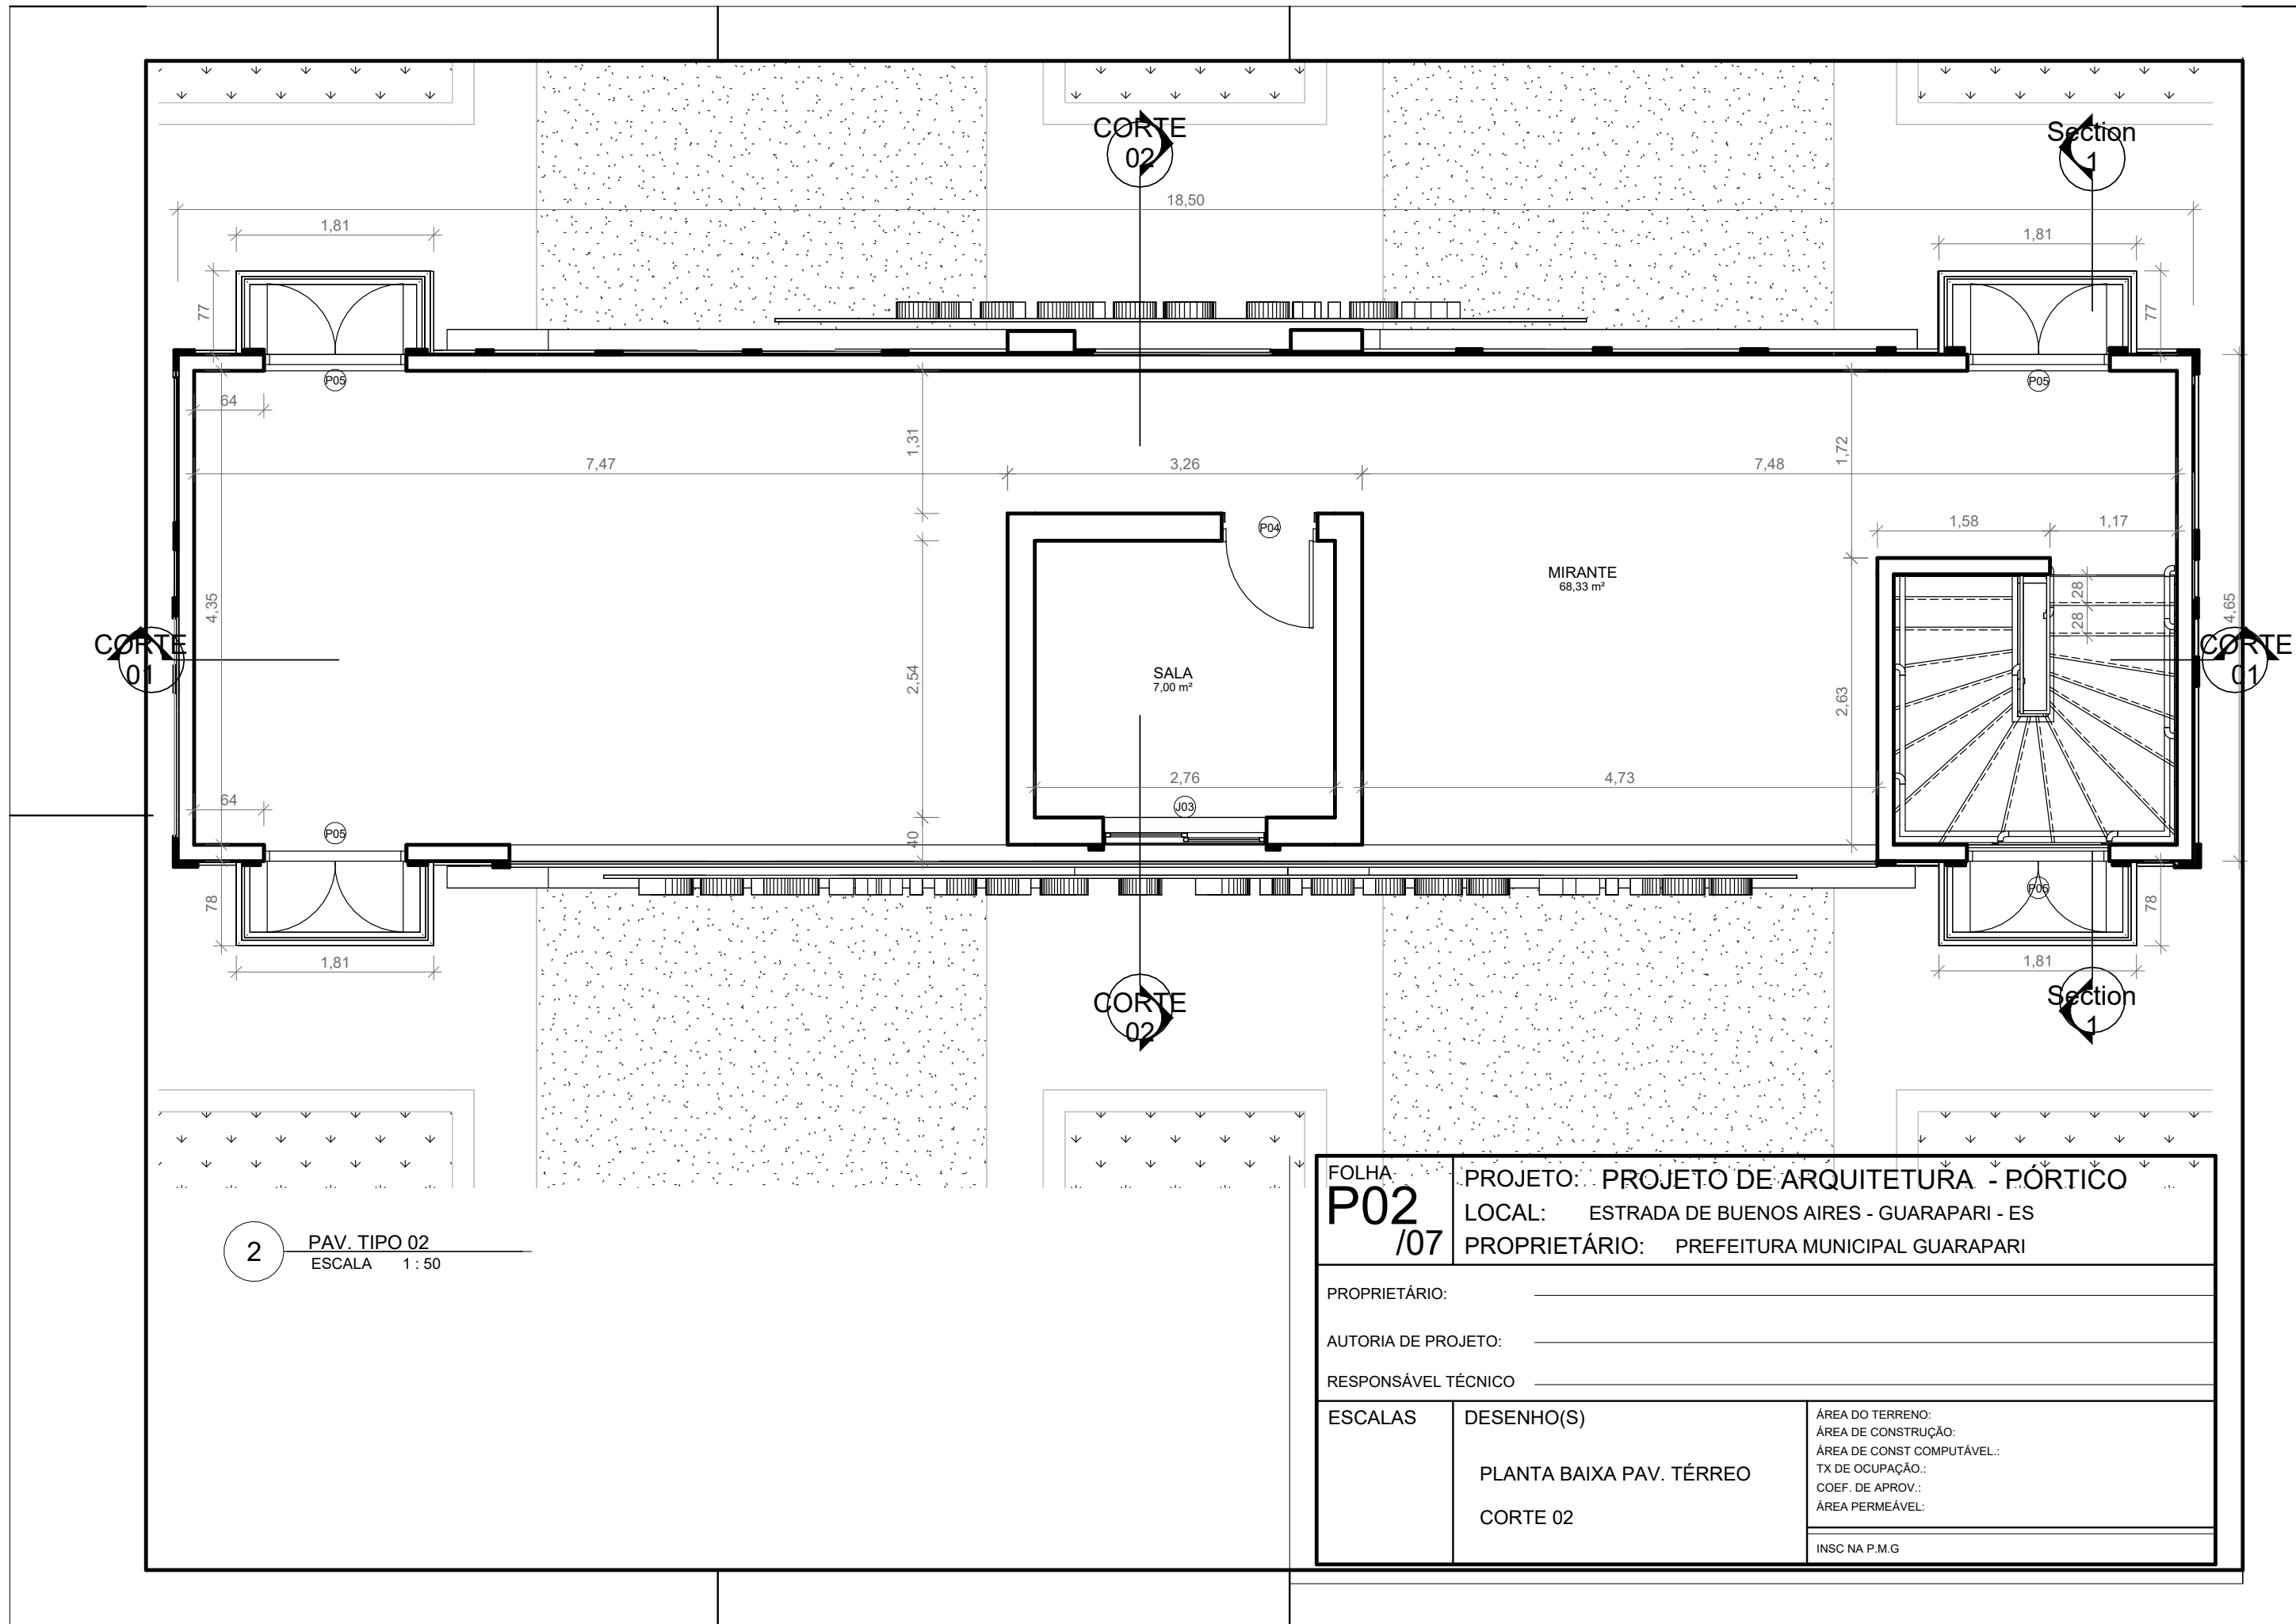 CORTE
02
Section
1
18,50
1,81
1,81
77
77
P05
P05
64
1,31
1,72
7,47
3,26
7,48
1,58
1,17
P04
MIRANTE
68,33 m²
28
28
4,35
4,65
CORTE
01
CORTE
01
SALA
7,00 m²
2,54
2,63
2,76
4,73
64
J03
P05
40
P05
78
78
1,81
1,81
CORTE
02
Section
1
2
PAV. TIPO 02
ESCALA 1 : 50
FOLHA
P02
/07
PROJETO: PROJETO DE ARQUITETURA - PÓRTICO
LOCAL: ESTRADA DE BUENOS AIRES - GUARAPARI - ES
PROPRIETÁRIO: PREFEITURA MUNICIPAL GUARAPARI
PROPRIETÁRIO:
AUTORIA DE PROJETO:
RESPONSÁVEL TÉCNICO
ESCALAS
DESENHO(S)
PLANTA BAIXA PAV. TÉRREO
CORTE 02
ÁREA DO TERRENO:
ÁREA DE CONSTRUÇÃO:
ÁREA DE CONST COMPUTÁVEL.:
TX DE OCUPAÇÃO.:
COEF. DE APROV.:
ÁREA PERMEÁVEL:
INSC NA P.M.G